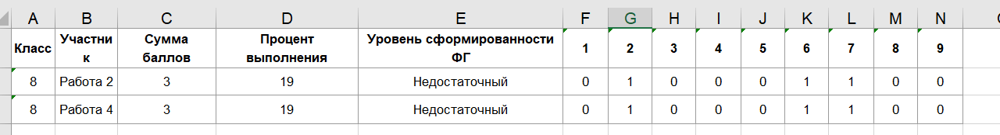 A B C D E F G H I J K L M N
Класс Участни к Сумма баллов Процент выполнения Уровень сформированности ФГ 1 2 3 4 5 6 7 8 9
8 Работа 2 3 19 Недостаточный 0 1 0 0 0 1 1 0 0
8 Работа 4 3 19 Недостаточный 0 1 0 0 0 1 1 0 0